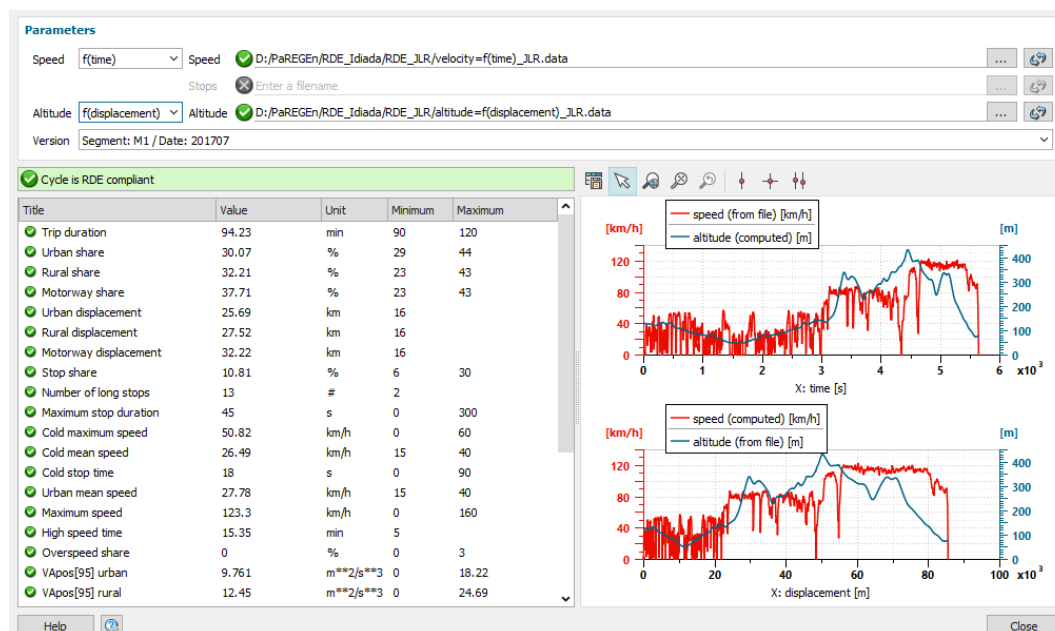 Parameters
Speed f(time) Speed D:/PaREGEn/RDE_Idiada/RDE_JLR/velocity=f(time)_JLR.data ...
Stops Enter a filename ...
Altitude f(displacement) Altitude D:/PaREGEn/RDE_Idiada/RDE_JLR/altitude=f(displacement)_JLR.data ...
Version Segment: M1 / Date: 201707
Cycle is RDE compliant
Title Value Unit Minimum Maximum
Trip duration 94.23 min 90 120
Urban share 30.07 % 29 44
Rural share 32.21 % 23 43
Motorway share 37.71 % 23 43
Urban displacement 25.69 km 16
Rural displacement 27.52 km 16
Motorway displacement 32.22 km 16
Stop share 10.81 % 6 30
Number of long stops 13 # 2
Maximum stop duration 45 s 0 300
Cold maximum speed 50.82 km/h 0 60
Cold mean speed 26.49 km/h 15 40
Cold stop time 18 s 0 90
Urban mean speed 27.78 km/h 15 40
Maximum speed 123.3 km/h 0 160
High speed time 15.35 min 5
Overspeed share 0 % 0 3
VApos[95] urban 9.761 m**2/s**3 0 18.22
VApos[95] rural 12.45 m**2/s**3 0 24.69
speed (from file) [km/h]
altitude (computed) [m]
[km/h] [m]
120 400
300
80
200
40
100
0 0
0 1 2 3 4 5 6 x10 3
X: time [s]
speed (computed) [km/h]
altitude (from file) [m]
[km/h] [m]
120 400
300
80
200
40
100
0 0
0 20 40 60 80 100 x10 3
X: displacement [m]
Help Close